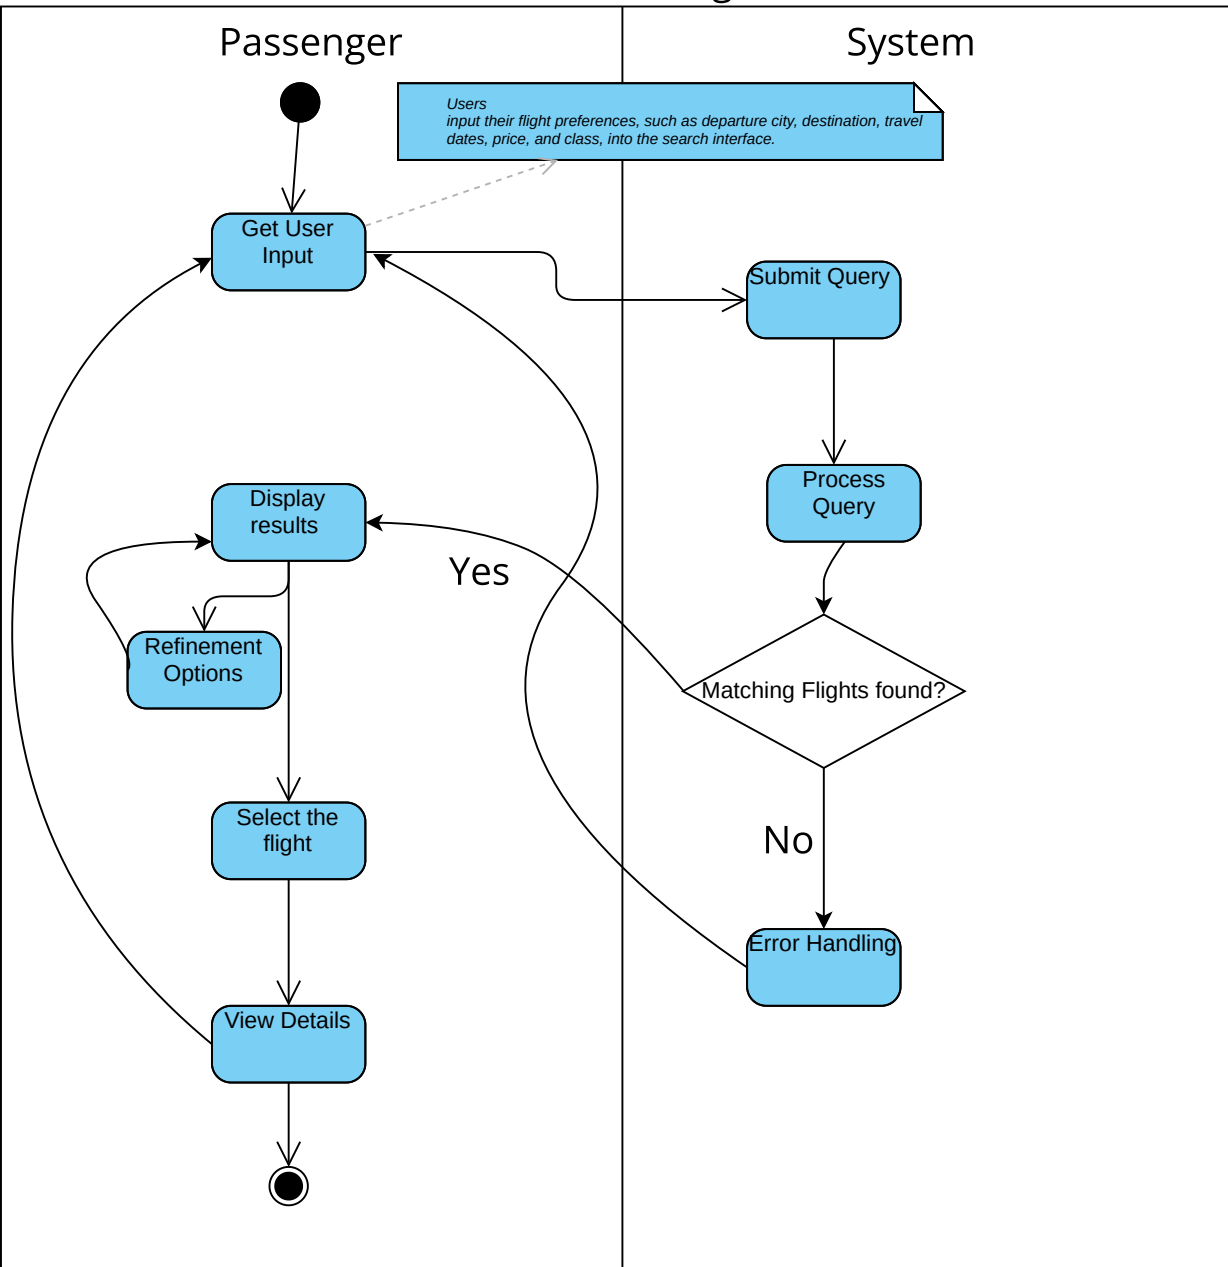 Passenger
System
Users
input their flight preferences, such as departure city, destination, travel
dates, price, and class, into the search interface.
Get User
Input
Submit Query
Display
results
Process
Query
Yes
Refinement
Options
Matching Flights found?
Select the
flight
No
Error Handling
View Details